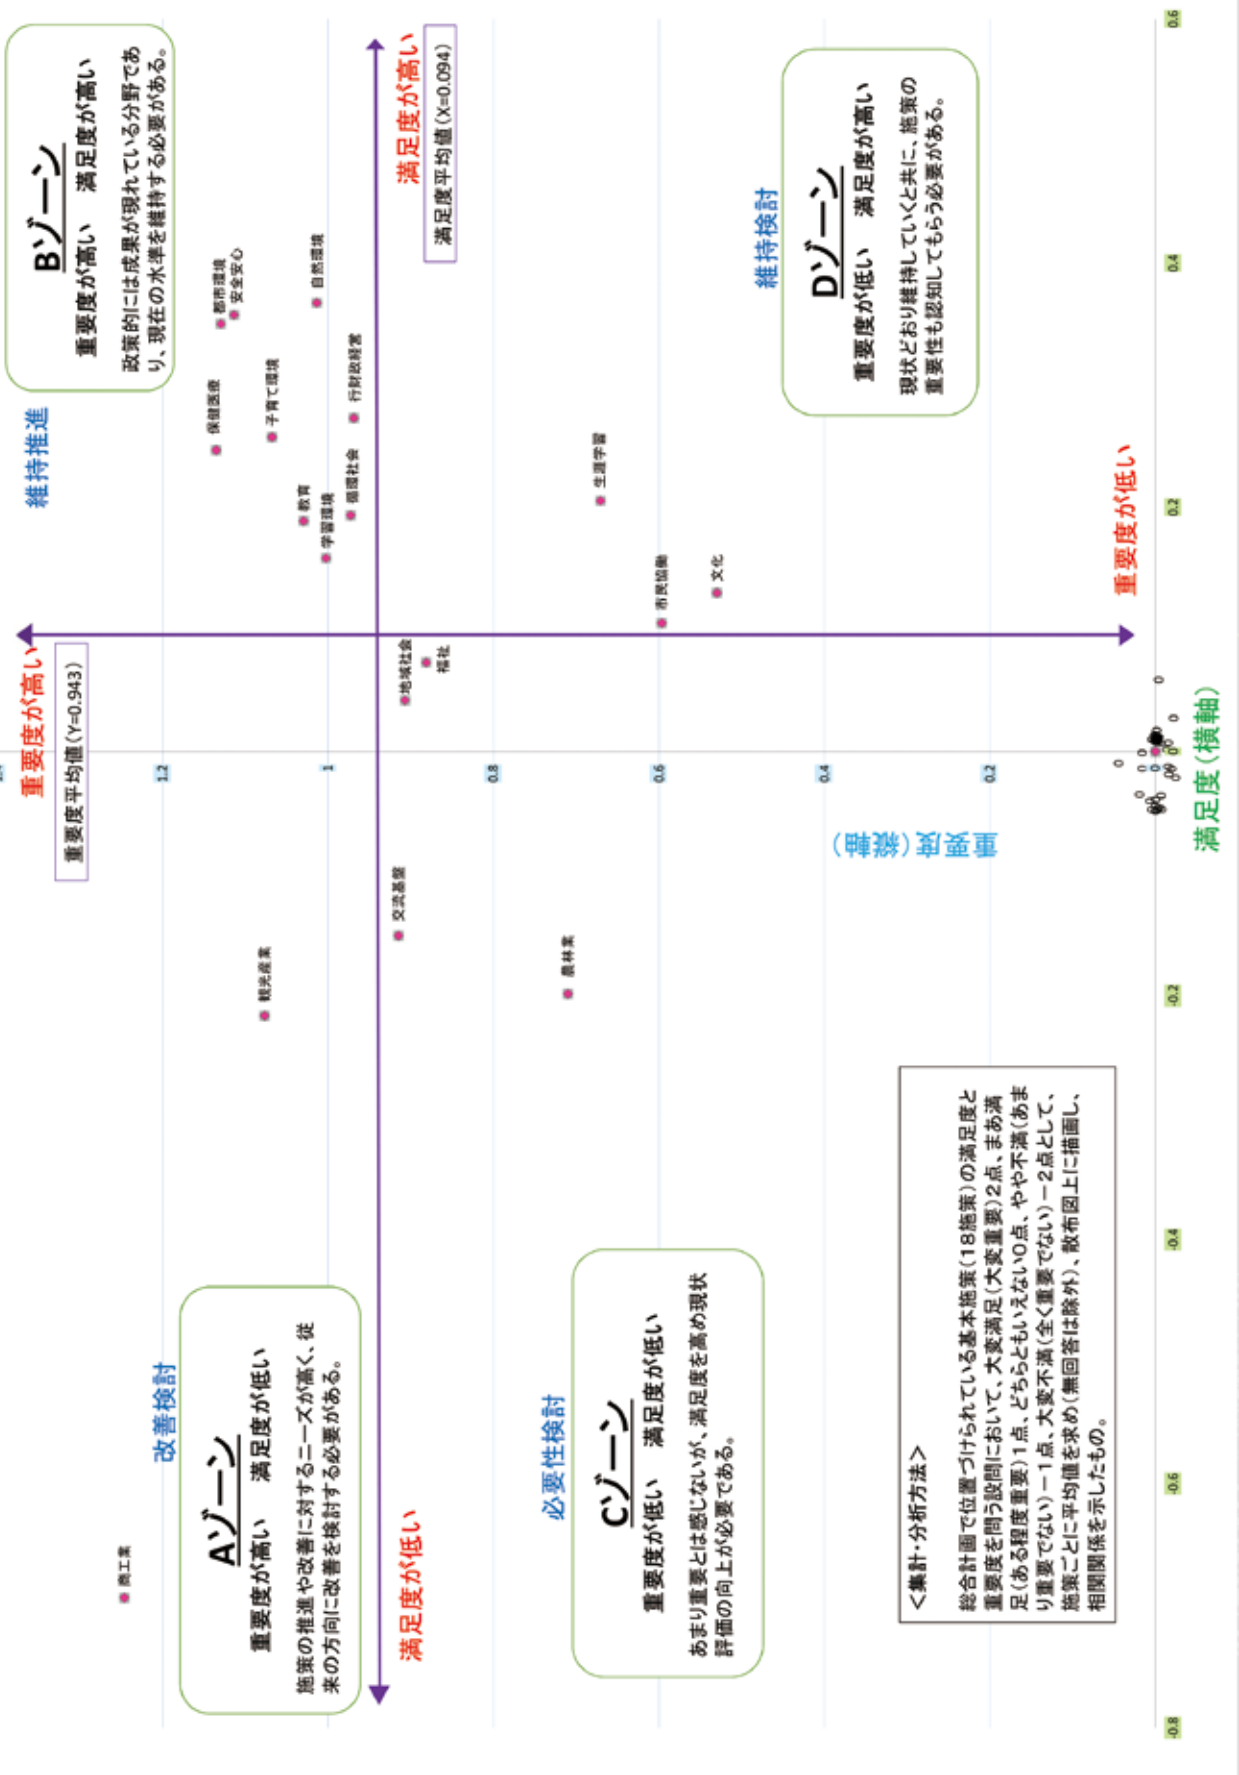 重要度が高い
重要度平均値(Y=0.943)
維持推進
Bゾーン
重要度が高い　満足度が高い
政策的には成果が現れている分野であ
り、現在の水準を維持する必要がある。
改善検討
Aゾーン
重要度が高い　満足度が低い
施策の推進や改善に対するニーズが高く、従
来の方向に改善を検討する必要がある。
商工業
観光産業
保健医療
都市環境
安全安心
子育て環境
教育
自然環境
学習環境
循環社会
行財政経営
満足度が低い
満足度が高い
満足度平均値(X=0.094)
交流基盤
地域社会
福祉
農林業
生涯学習
市民協働
文化
必要性検討
Cゾーン
重要度が低い　満足度が低い
あまり重要とは感じないが、満足度を高め現状
評価の向上が必要である。
維持検討
Dゾーン
重要度が低い　満足度が高い
現状どおり維持していくと共に、施策の
重要性も認知してもらう必要がある。
重要度(縦軸)
1.2
1
0.8
0.6
0.4
0.2
<集計・分析方法>
総合計画で位置づけられている基本施策(18施策)の満足度と
重要度を問う設問において、大変満足(大変重要)2点、まあ満
足(ある程度重要)1点、どちらともいえない0点、やや不満(あま
り重要でない)－1点、大変不満(全く重要でない)－2点として、
施策ごとに平均値を求め(無回答は除外)、散布図上に描画し、
相関関係を示したもの。
重要度が低い
-0.8
-0.6
-0.4
-0.2
0.2
0.4
0.6
満足度(横軸)